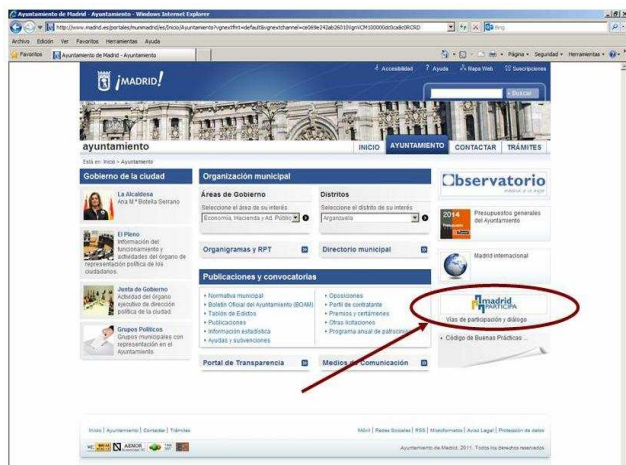 Ayuntamiento de Madrid - Ayuntamiento - Windows Internet Explorer
Archivo Edición Ver Favoritos Herramientas Ayuda
Favoritos Ayuntamiento de Madrid - Ayuntamiento
Página Seguridad Herramientas
Accesibilidad ? Ayuda Mapa Web Suscripciones
¡MADRID!
Buscar
ayuntamiento
INICIO AYUNTAMIENTO CONTACTAR TRÁMITES
Está en: Inicio > Ayuntamiento
Gobierno de la ciudad
La Alcaldesa
Ana Mª Botella Serrano
El Pleno
Información del
funcionamiento y
actividades del órgano de
representación política de los
ciudadanos.
Junta de Gobierno
Actividad del órgano
ejecutivo de dirección
política de la ciudad.
Grupos Políticos
Grupos municipales con
representación en el
Ayuntamiento.
Organización municipal
Áreas de Gobierno
Seleccione el área de su interés
Economía, Hacienda y Ad. Públic
Distritos
Seleccione el distrito de su interés
Arganzuela
Organigramas y RPT
Directorio municipal
Publicaciones y convocatorias
Normativa municipal
Boletín Oficial del Ayuntamiento (BOAM)
Tablón de Edictos
Publicaciones
Información estadística
Ayudas y subvenciones
Oposiciones
Perfil de contratante
Premios y certámenes
Otras licitaciones
Programa anual de patrocinio
Portal de Transparencia
Medios de Comunicación
Observatorio
2014
Presupuestos generales
del Ayuntamiento
Madrid internacional
madrid
PARTICIPA
Vías de participación y diálogo
Código de Buenas Prácticas ...
Inicio | Ayuntamiento | Contactar | Trámites
Móvil | Redes Sociales | RSS | Aviso Legal | Protección de datos
AENOR
Ayuntamiento de Madrid, 2011. Todos los derechos reservados